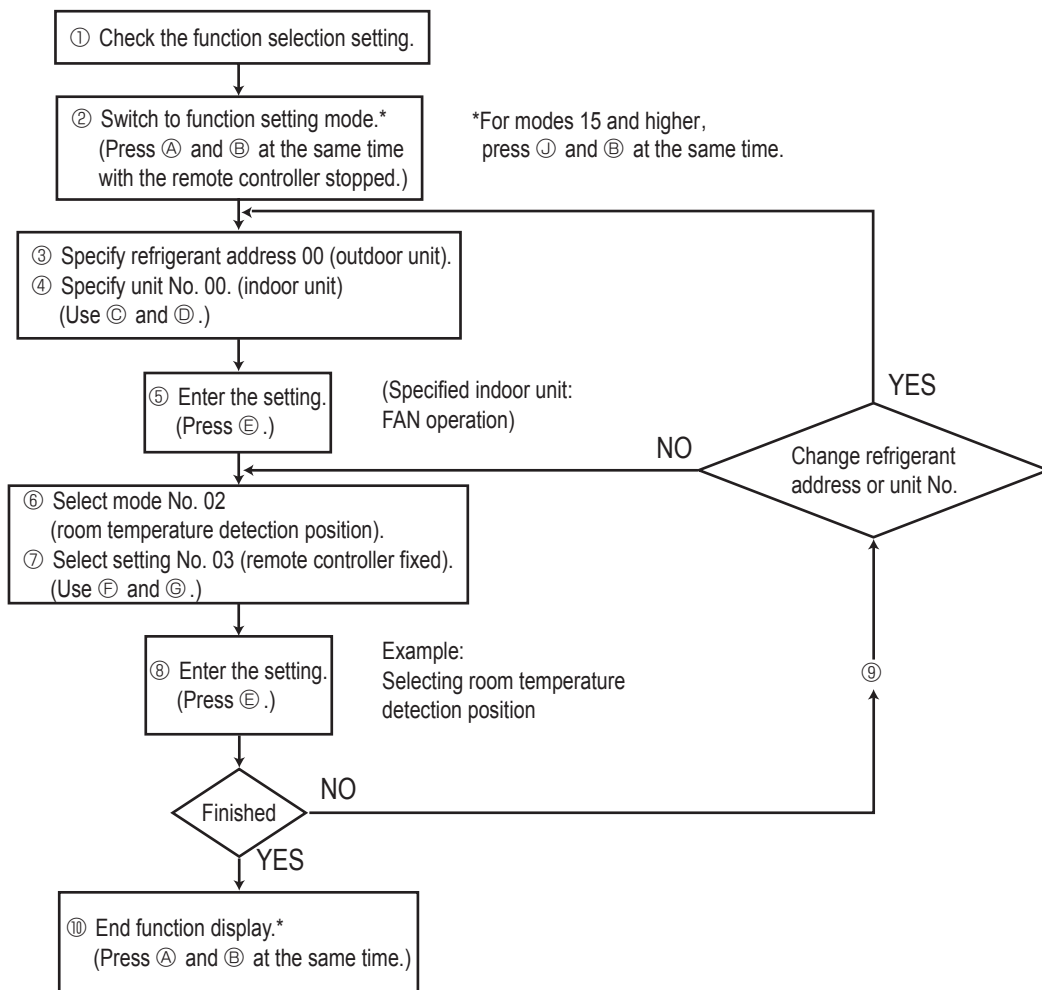 ① Check the function selection setting.
② Switch to function setting mode.*
(Press Ⓐ and Ⓑ at the same time
with the remote controller stopped.)
*For modes 15 and higher,
press Ⓙ and Ⓑ at the same time.
③ Specify refrigerant address 00 (outdoor unit).
④ Specify unit No. 00. (indoor unit)
(Use Ⓒ and Ⓓ.)
⑤ Enter the setting.
(Press Ⓔ.)
(Specified indoor unit:
FAN operation)
YES
NO
Change refrigerant
address or unit No.
⑥ Select mode No. 02
(room temperature detection position).
⑦ Select setting No. 03 (remote controller fixed).
(Use Ⓕ and Ⓖ.)
⑧ Enter the setting.
(Press Ⓔ.)
Example:
Selecting room temperature
detection position
⑨
Finished
NO
YES
⑩ End function display.*
(Press Ⓐ and Ⓑ at the same time.)